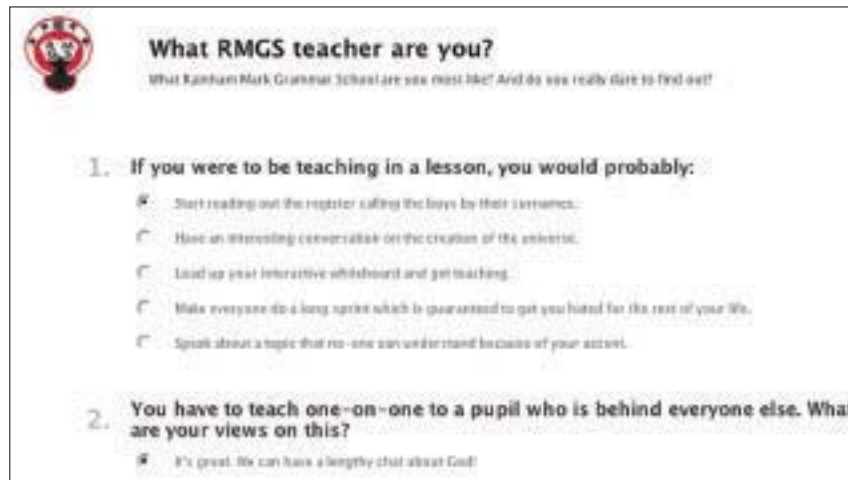 What RMGS teacher are you?
What Rainham Mark Grammar School are you most like? And do you really dare to find out?
1. If you were to be teaching in a lesson, you would probably:
Start reading out the register calling the boys by their surnames.
Have an interesting conversation on the creation of the universe.
Load up your interactive whiteboard and get teaching.
Make everyone do a long sprint which is guaranteed to get you hated for the rest of your life.
Speak about a topic that no-one can understand because of your accent.
2. You have to teach one-on-one to a pupil who is behind everyone else. What
are your views on this?
It's great. We can have a lengthy chat about God!